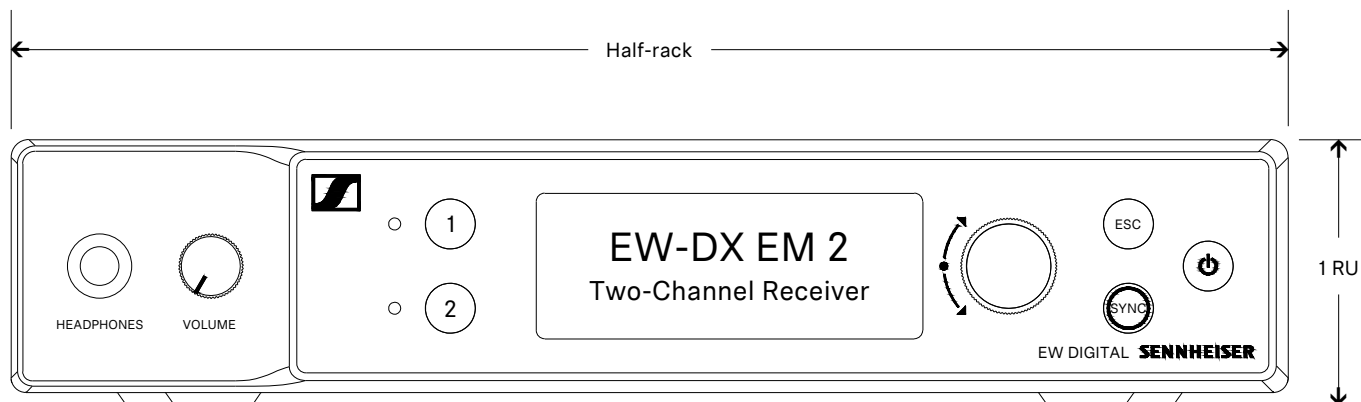 Half-rack
1 RU
HEADPHONES
VOLUME
1
2
EW-DX EM 2
Two-Channel Receiver
ESC
SYNC
EW DIGITAL SENNHEISER